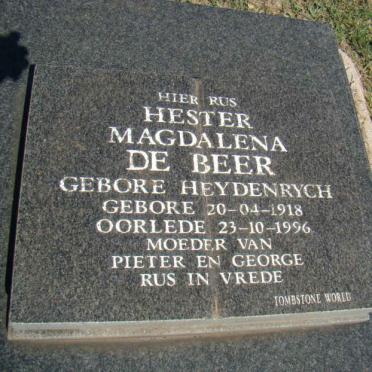 HIER RUS
HESTER
MAGDALENA
DE BEER
GEBORE HEYDENRYCH
GEBORE 20-04-1918
OORLEDE 23-10-1996
MOEDER VAN
PIETER EN GEORGE
RUS IN VREDE
TOMBSTONE WORLD